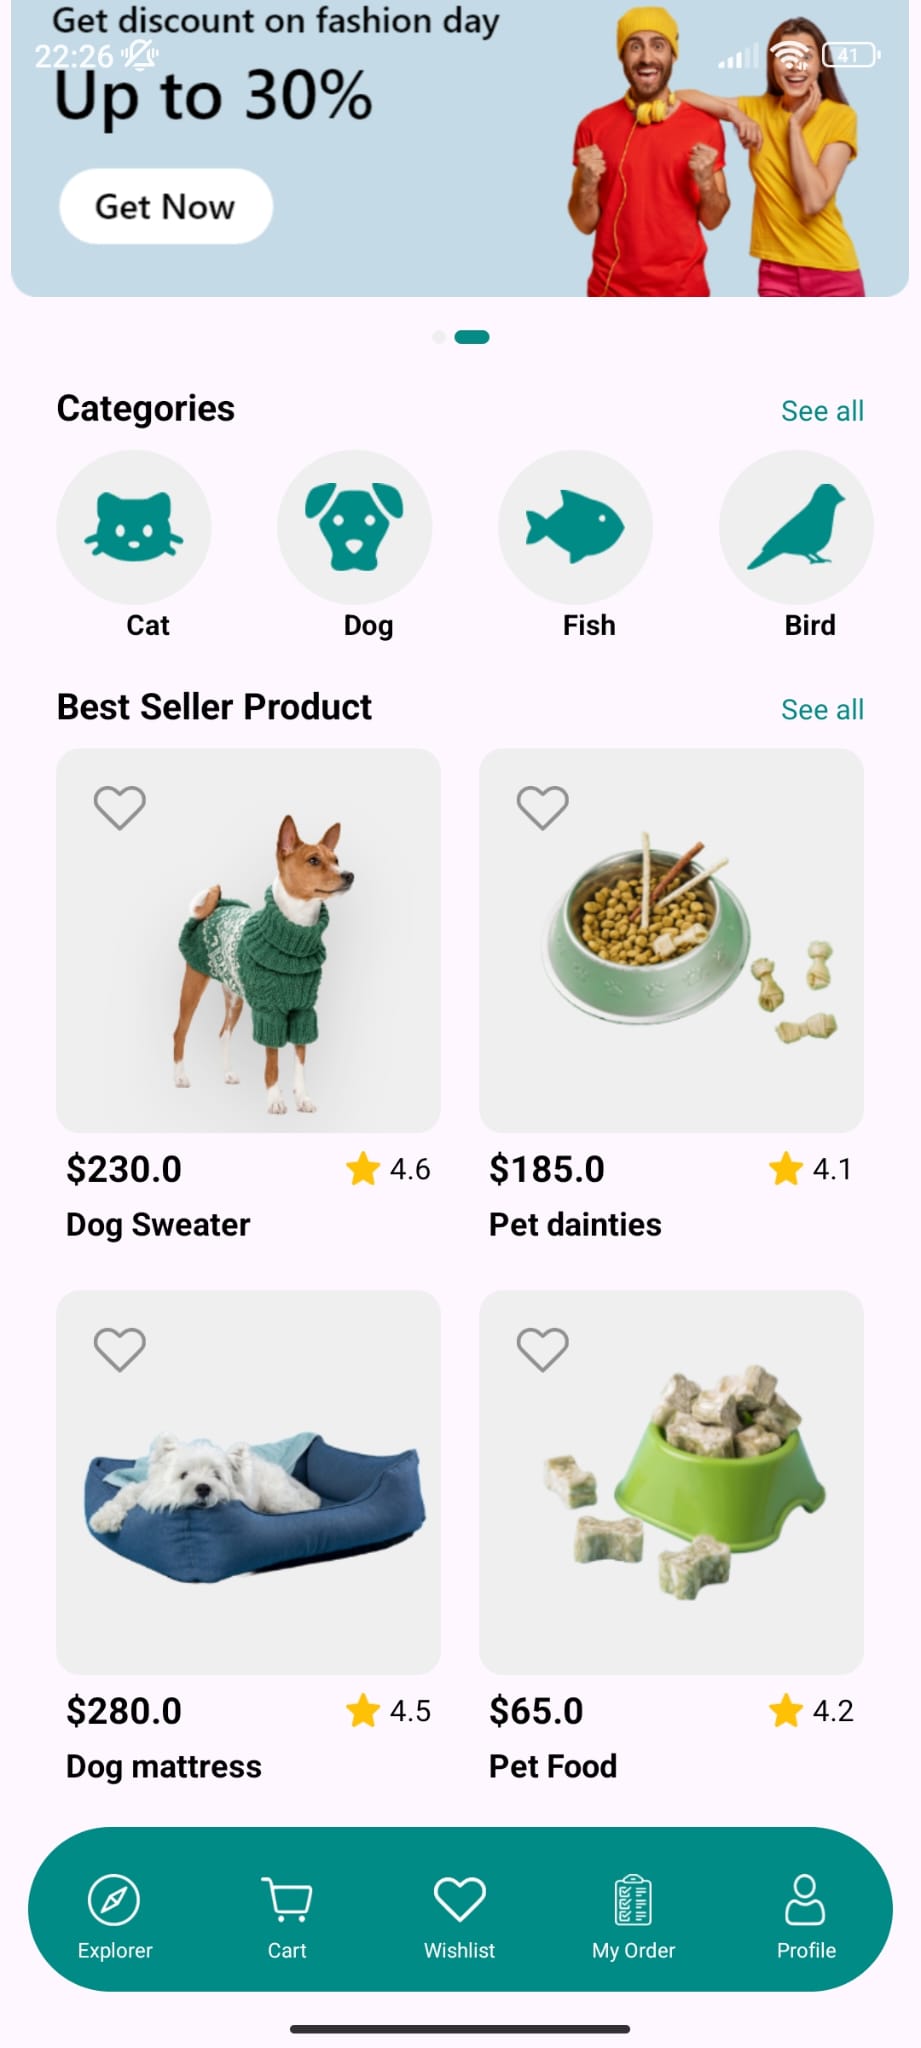 Get discount on fashion day
22:26 41
Up to 30%
Get Now
Categories See all
Cat Dog Fish Bird
Best Seller Product See all
$230.0 4.6 $185.0 4.1
Dog Sweater Pet dainties
$280.0 4.5 $65.0 4.2
Dog mattress Pet Food
Explorer Cart Wishlist My Order Profile